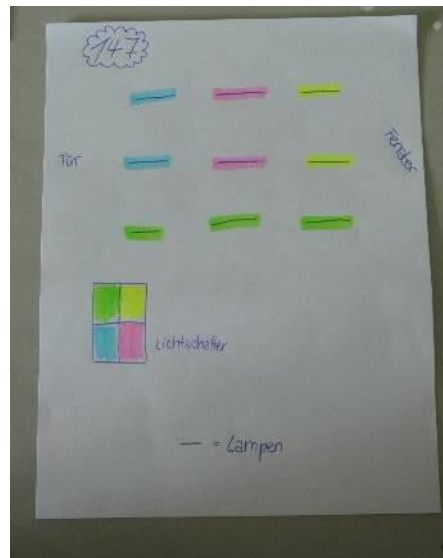 147
Tür
Fenster
Lichtschalter
— = Lampen